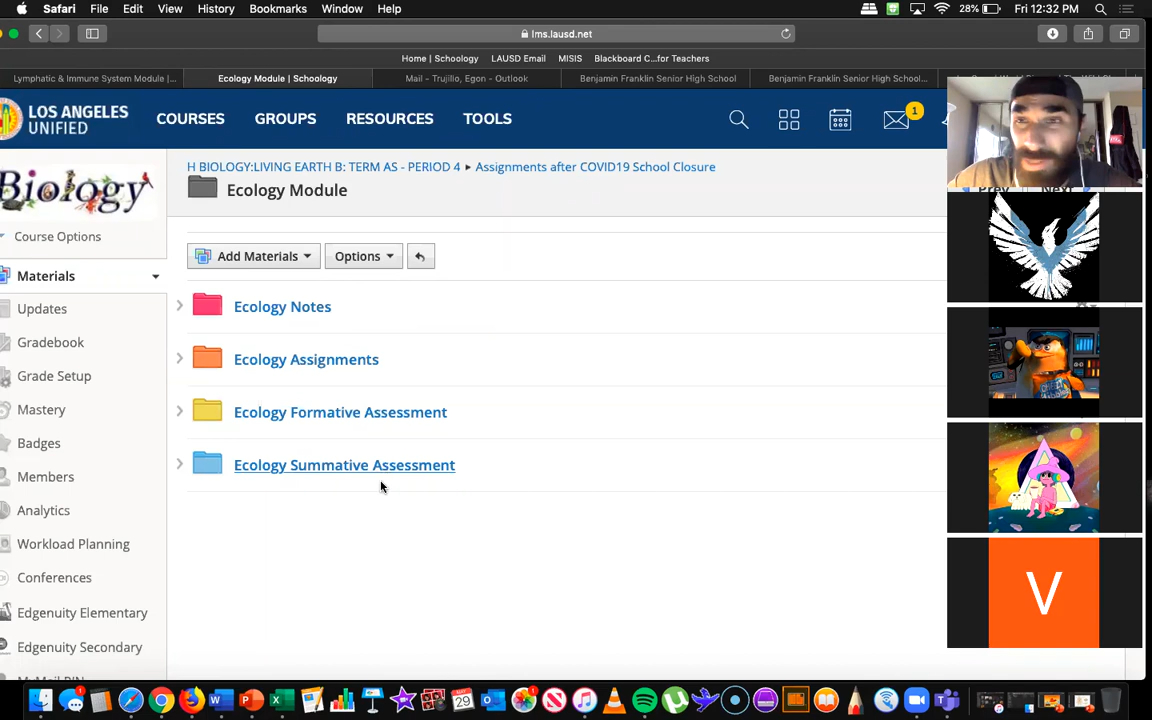 Safari File Edit View History Bookmarks Window Help 28% Fri 12:32 PM
lms.lausd.net
Home | Schoology LAUSD Email MISIS Blackboard C...for Teachers
Lymphatic & Immune System Module |... Ecology Module | Schoology Mail - Trujillo, Egon - Outlook Benjamin Franklin Senior High School Benjamin Franklin Senior High School...
LOS ANGELES
UNIFIED
COURSES GROUPS RESOURCES TOOLS 1
H BIOLOGY:LIVING EARTH B: TERM AS - PERIOD 4 ▸ Assignments after COVID19 School Closure
Ecology Module
Biology
Course Options
Add Materials Options
Materials
Updates
Gradebook
Grade Setup
Mastery
Badges
Members
Analytics
Workload Planning
Conferences
Edgenuity Elementary
Edgenuity Secondary
Ecology Notes
Ecology Assignments
Ecology Formative Assessment
Ecology Summative Assessment
V
29